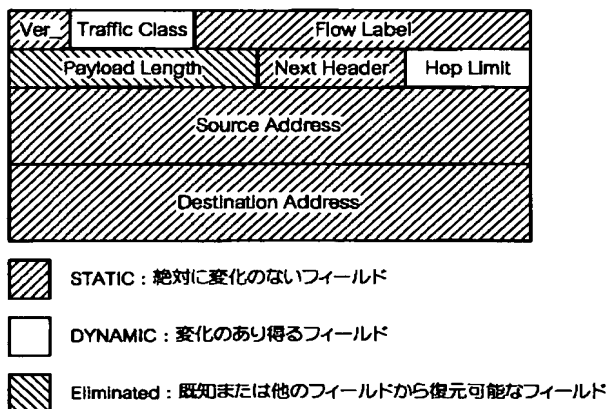 Ver_ Traffic Class Flow Label
Payload Length Next Header Hop Limit
Source Address
Destination Address
STATIC：絶対に変化のないフィールド
DYNAMIC：変化のあり得るフィールド
Eliminated：既知または他のフィールドから復元可能なフィールド